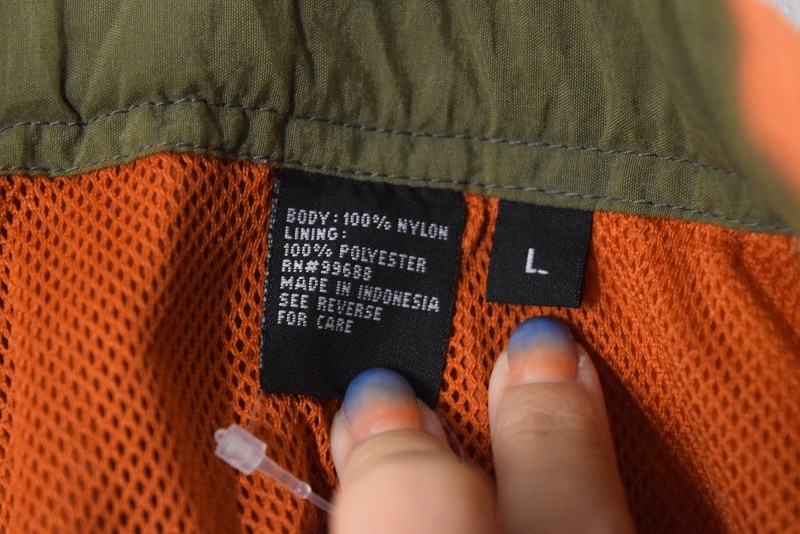 BODY: 100% NYLON
LINING:
100% POLYESTER
RN#99688
MADE IN INDONESIA
SEE REVERSE
FOR CARE
L